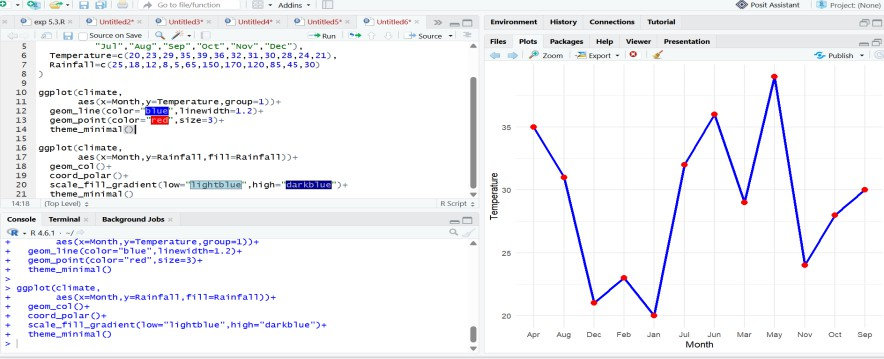 Go to file/function
Addins
Posit Assistant
Project: (None)
exp 5.3.R
Untitled2*
Untitled3*
Untitled4*
Untitled5*
Untitled6*
Source on Save
Run
Source
5 "Jul","Aug","Sep","Oct","Nov","Dec"),
6 Temperature=c(20,23,29,35,39,36,32,31,30,28,24,21),
7 Rainfall=c(25,18,12,8,5,65,150,170,120,85,45,30)
8 )
9
10 ggplot(climate,
11 aes(x=Month,y=Temperature,group=1))+
12 geom_line(color="blue",linewidth=1.2)+
13 geom_point(color="red",size=3)+
14 theme_minimal()
15
16 ggplot(climate,
17 aes(x=Month,y=Rainfall,fill=Rainfall))+
18 geom_col()+
19 coord_polar()+
20 scale_fill_gradient(low="lightblue",high="darkblue")+
21 theme_minimal()
14:18 (Top Level) R Script
Console Terminal Background Jobs
R 4.6.1 · ~/
+ aes(x=Month,y=Temperature,group=1))+
+ geom_line(color="blue",linewidth=1.2)+
+ geom_point(color="red",size=3)+
+ theme_minimal()
>
> ggplot(climate,
+ aes(x=Month,y=Rainfall,fill=Rainfall))+
+ geom_col()+
+ coord_polar()+
+ scale_fill_gradient(low="lightblue",high="darkblue")+
+ theme_minimal()
>
Environment History Connections Tutorial
Files Plots Packages Help Viewer Presentation
Zoom Export Publish
Temperature
35
30
25
20
Apr Aug Dec Feb Jan Jul Jun Mar May Nov Oct Sep
Month